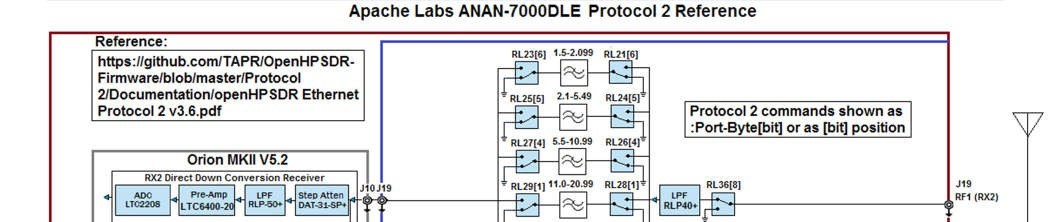 Apache Labs ANAN-7000DLE Protocol 2 Reference
Reference:
https://github.com/TAPR/OpenHPSDR-
Firmware/blob/master/Protocol
2/Documentation/openHPSDR Ethernet
Protocol 2 v3.6.pdf
RL23[6] 1.5-2.099 RL21[6]
RL25[5] 2.1-5.49 RL24[5]
Protocol 2 commands shown as
:Port-Byte[bit] or as [bit] position
RL27[4] 5.5-10.99 RL26[4]
Orion MKII V5.2
RX2 Direct Down Conversion Receiver
ADC
LTC2208
Pre-Amp
LTC6400-20
LPF
RLP-50+
Step Atten
DAT-31-SP+
J10 J19
RL29[1] 11.0-20.99 RL28[1]
LPF
RLP40+
RL36[8]
J19
RF1 (RX2)